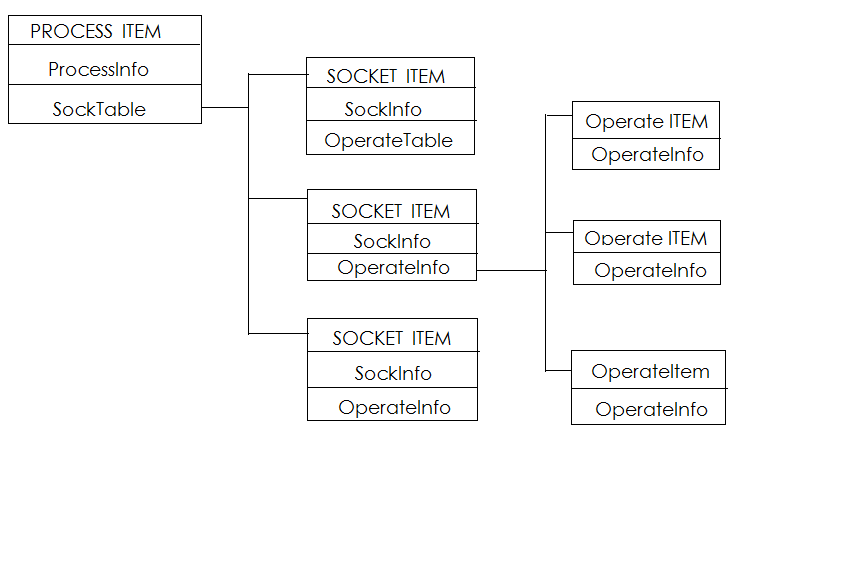 PROCESS ITEM
ProcessInfo
SockTable
SOCKET ITEM
SockInfo
OperateTable
SOCKET ITEM
SockInfo
OperateInfo
SOCKET ITEM
SockInfo
OperateInfo
Operate ITEM
OperateInfo
Operate ITEM
OperateInfo
OperateItem
OperateInfo